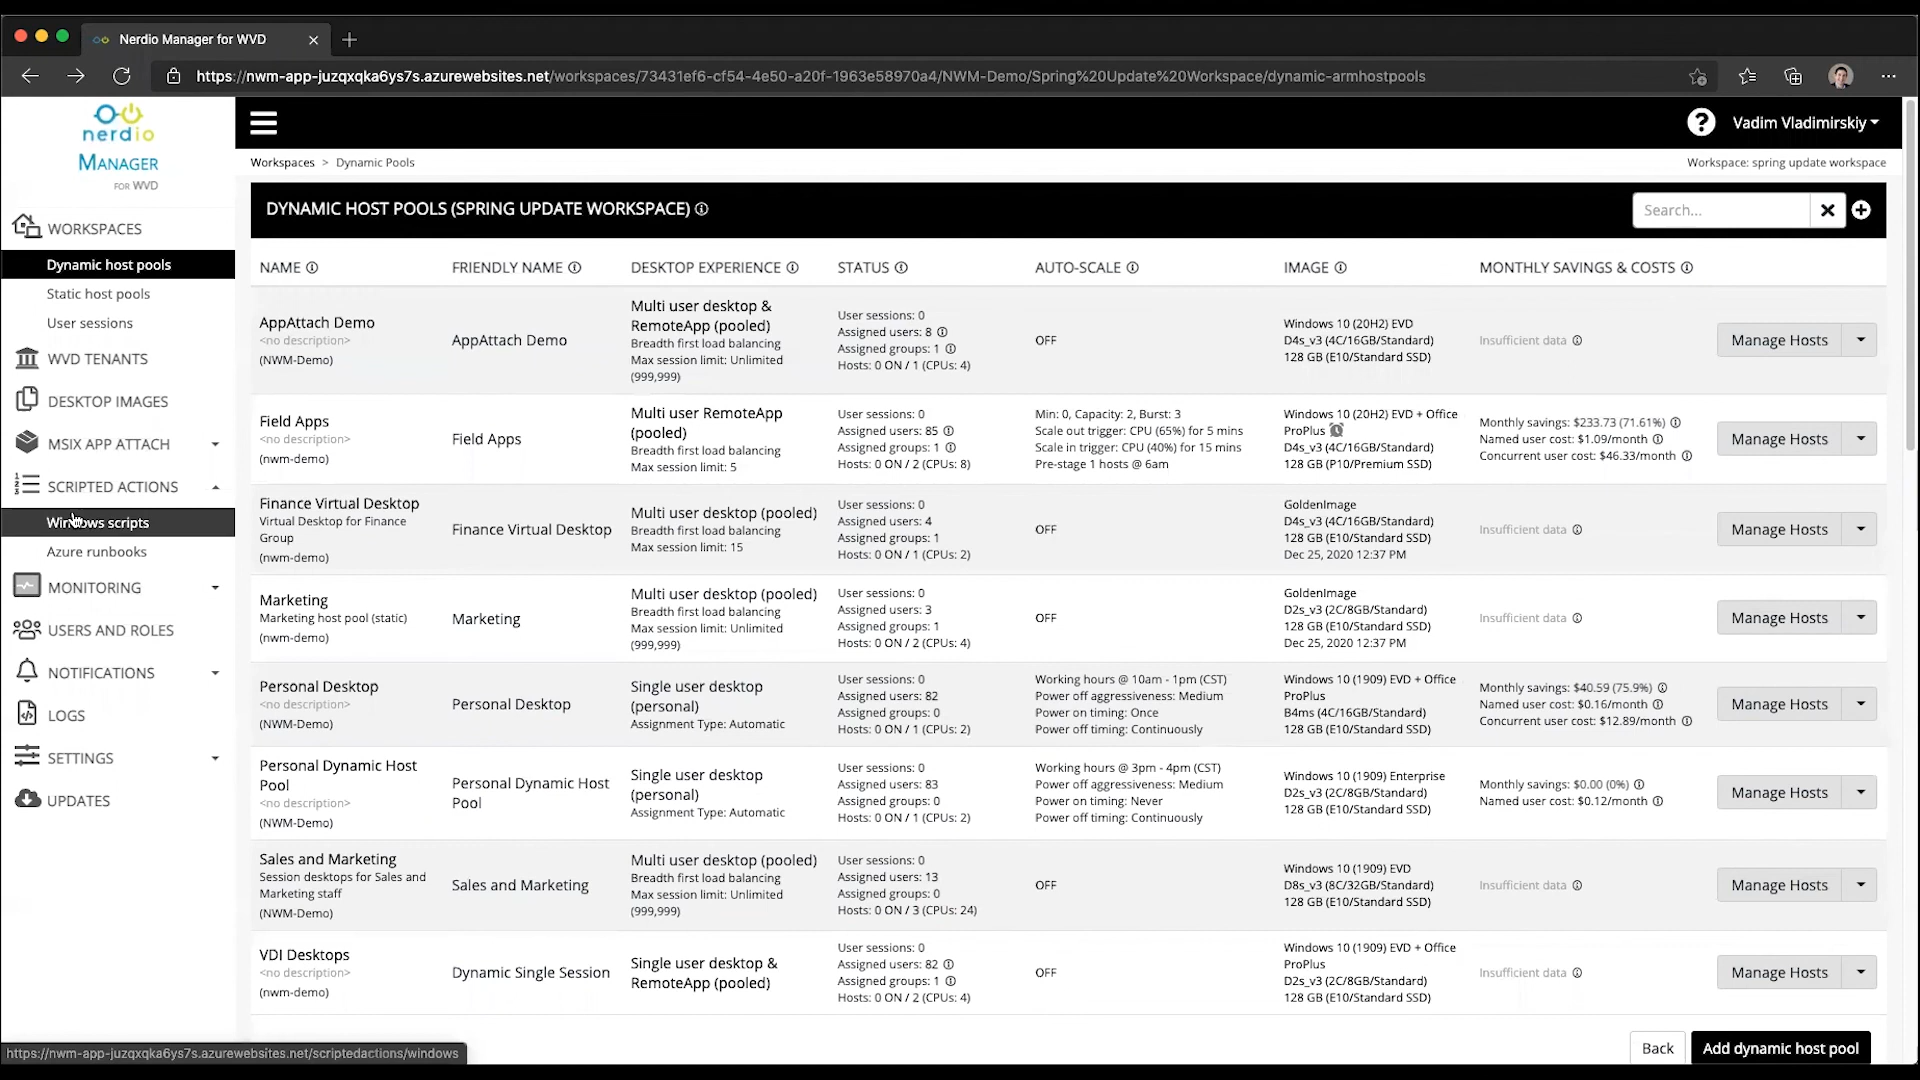 Nerdio Manager for WVD
https://nwm-app-juzqxqka6ys7s.azurewebsites.net/workspaces/73431ef6-cf54-4e50-a20f-1963e58970a4/NWM-Demo/Spring%20Update%20Workspace/dynamic-armhostpools
nerdio
MANAGER
FOR WVD
WORKSPACES
Dynamic host pools
Static host pools
User sessions
WVD TENANTS
DESKTOP IMAGES
MSIX APP ATTACH
SCRIPTED ACTIONS
Windows scripts
Azure runbooks
MONITORING
USERS AND ROLES
NOTIFICATIONS
LOGS
SETTINGS
UPDATES
Vadim Vladimirskiy
Workspaces > Dynamic Pools
Workspace: spring update workspace
DYNAMIC HOST POOLS (SPRING UPDATE WORKSPACE)
Search...
NAME
FRIENDLY NAME
DESKTOP EXPERIENCE
STATUS
AUTO-SCALE
IMAGE
MONTHLY SAVINGS & COSTS
AppAttach Demo
<no description>
(NWM-Demo)
AppAttach Demo
Multi user desktop &
RemoteApp (pooled)
Breadth first load balancing
Max session limit: Unlimited
(999,999)
User sessions: 0
Assigned users: 8
Assigned groups: 1
Hosts: 0 ON / 1 (CPUs: 4)
OFF
Windows 10 (20H2) EVD
D4s_v3 (4C/16GB/Standard)
128 GB (E10/Standard SSD)
Insufficient data
Manage Hosts
Field Apps
<no description>
(nwm-demo)
Field Apps
Multi user RemoteApp
(pooled)
Breadth first load balancing
Max session limit: 5
User sessions: 0
Assigned users: 85
Assigned groups: 1
Hosts: 0 ON / 2 (CPUs: 8)
Min: 0, Capacity: 2, Burst: 3
Scale out trigger: CPU (65%) for 5 mins
Scale in trigger: CPU (40%) for 15 mins
Pre-stage 1 hosts @ 6am
Windows 10 (20H2) EVD + Office
ProPlus
D4s_v3 (4C/16GB/Standard)
128 GB (P10/Premium SSD)
Monthly savings: $233.73 (71.61%)
Named user cost: $1.09/month
Concurrent user cost: $46.33/month
Manage Hosts
Finance Virtual Desktop
Virtual Desktop for Finance
Group
(nwm-demo)
Finance Virtual Desktop
Multi user desktop (pooled)
Breadth first load balancing
Max session limit: 15
User sessions: 0
Assigned users: 4
Assigned groups: 1
Hosts: 0 ON / 1 (CPUs: 2)
OFF
GoldenImage
D4s_v3 (4C/16GB/Standard)
128 GB (E10/Standard SSD)
Dec 25, 2020 12:37 PM
Insufficient data
Manage Hosts
Marketing
Marketing host pool (static)
(nwm-demo)
Marketing
Multi user desktop (pooled)
Breadth first load balancing
Max session limit: Unlimited
(999,999)
User sessions: 0
Assigned users: 3
Assigned groups: 1
Hosts: 0 ON / 2 (CPUs: 4)
OFF
GoldenImage
D2s_v3 (2C/8GB/Standard)
128 GB (E10/Standard SSD)
Dec 25, 2020 12:37 PM
Insufficient data
Manage Hosts
Personal Desktop
<no description>
(NWM-Demo)
Personal Desktop
Single user desktop
(personal)
Assignment Type: Automatic
User sessions: 0
Assigned users: 82
Assigned groups: 0
Hosts: 0 ON / 1 (CPUs: 2)
Working hours @ 10am - 1pm (CST)
Power off aggressiveness: Medium
Power on timing: Once
Power off timing: Continuously
Windows 10 (1909) EVD + Office
ProPlus
B4ms (4C/16GB/Standard)
128 GB (E10/Standard SSD)
Monthly savings: $40.59 (75.9%)
Named user cost: $0.16/month
Concurrent user cost: $12.89/month
Manage Hosts
Personal Dynamic Host
Pool
<no description>
(NWM-Demo)
Personal Dynamic Host
Pool
Single user desktop
(personal)
Assignment Type: Automatic
User sessions: 0
Assigned users: 83
Assigned groups: 0
Hosts: 0 ON / 1 (CPUs: 2)
Working hours @ 3pm - 4pm (CST)
Power off aggressiveness: Medium
Power on timing: Never
Power off timing: Continuously
Windows 10 (1909) Enterprise
D2s_v3 (2C/8GB/Standard)
128 GB (E10/Standard SSD)
Monthly savings: $0.00 (0%)
Named user cost: $0.12/month
Manage Hosts
Sales and Marketing
Session desktops for Sales and
Marketing staff
(NWM-Demo)
Sales and Marketing
Multi user desktop (pooled)
Breadth first load balancing
Max session limit: Unlimited
(999,999)
User sessions: 0
Assigned users: 13
Assigned groups: 0
Hosts: 0 ON / 3 (CPUs: 24)
OFF
Windows 10 (1909) EVD
D8s_v3 (8C/32GB/Standard)
128 GB (E10/Standard SSD)
Insufficient data
Manage Hosts
VDI Desktops
<no description>
(nwm-demo)
Dynamic Single Session
Single user desktop &
RemoteApp (pooled)
User sessions: 0
Assigned users: 82
Assigned groups: 1
Hosts: 0 ON / 2 (CPUs: 4)
OFF
Windows 10 (1909) EVD + Office
ProPlus
D2s_v3 (2C/8GB/Standard)
128 GB (E10/Standard SSD)
Insufficient data
Manage Hosts
Back
Add dynamic host pool
https://nwm-app-juzqxqka6ys7s.azurewebsites.net/scriptedactions/windows